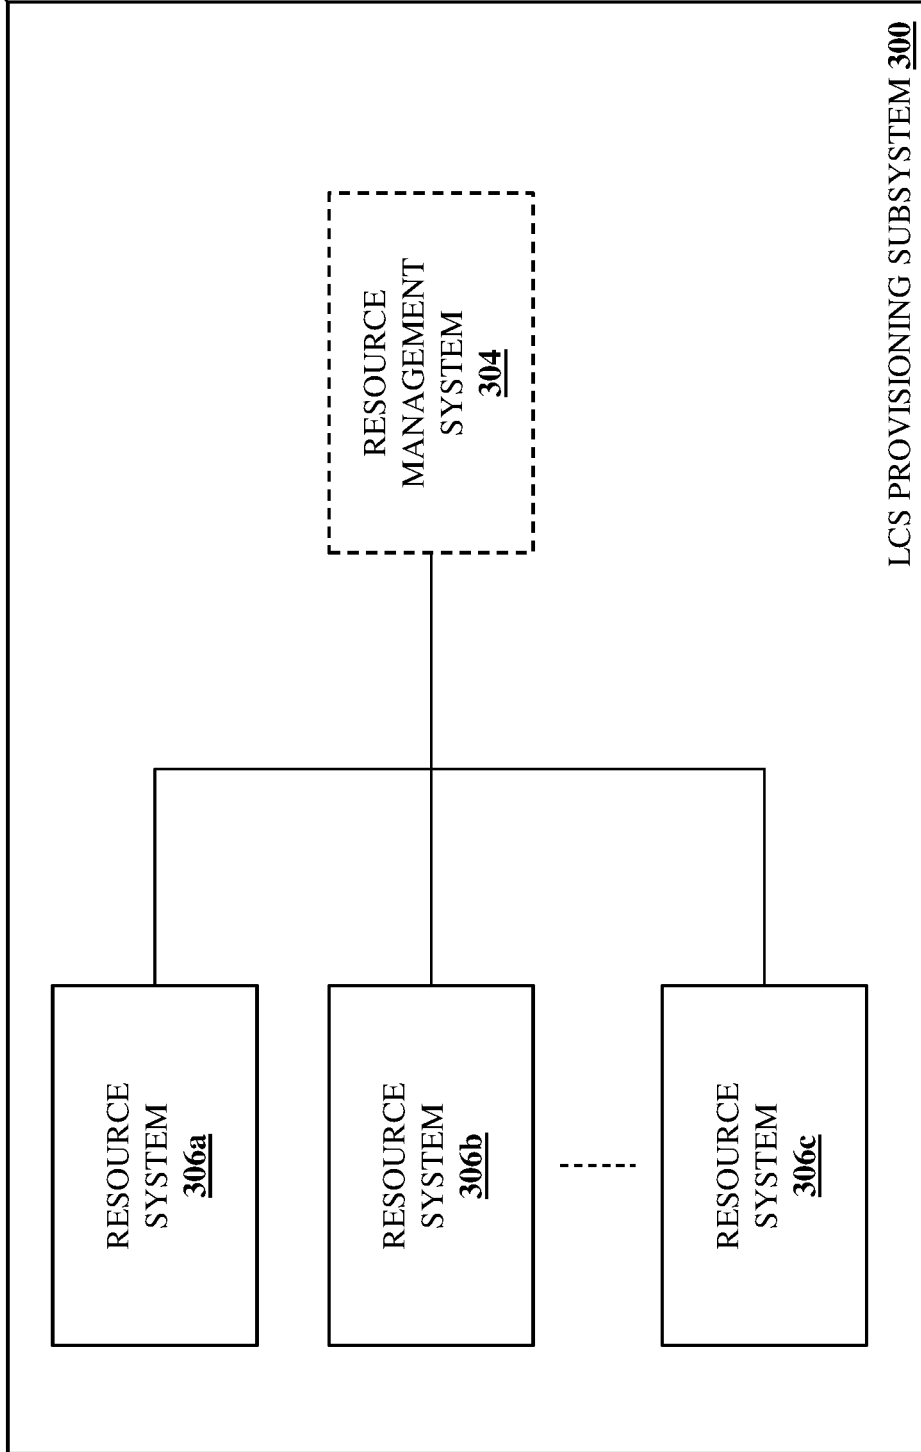 RESOURCE
MANAGEMENT
SYSTEM
304
RESOURCE
SYSTEM
306a
RESOURCE
SYSTEM
306b
RESOURCE
SYSTEM
306c
LCS PROVISIONING SUBSYSTEM 300